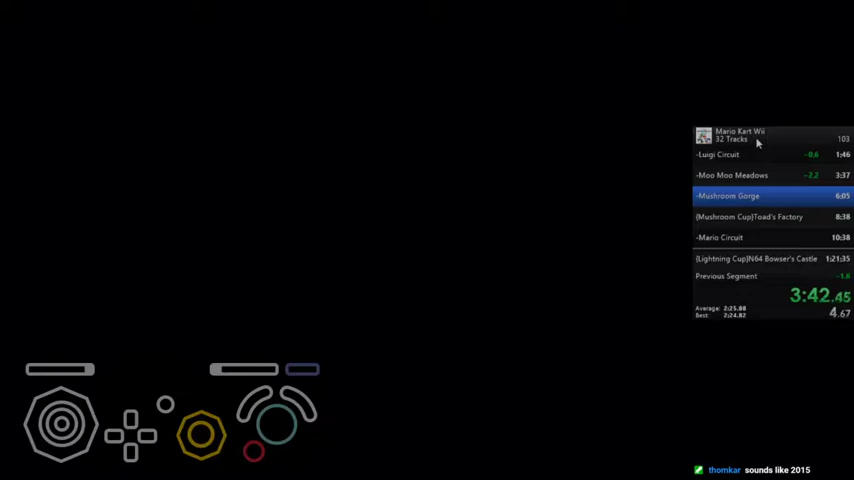 Mario Kart Wii
32 Tracks 103
-Luigi Circuit -0.6 1:46
-Moo Moo Meadows -2.2 3:37
-Mushroom Gorge 6:05
{Mushroom Cup}Toad's Factory 8:38
-Mario Circuit 10:38
{Lightning Cup}N64 Bowser's Castle 1:21:35
Previous Segment -1.6
3:42.45
Average: 2:25.88
Best: 2:24.82 4.67
thomkar sounds like 2015